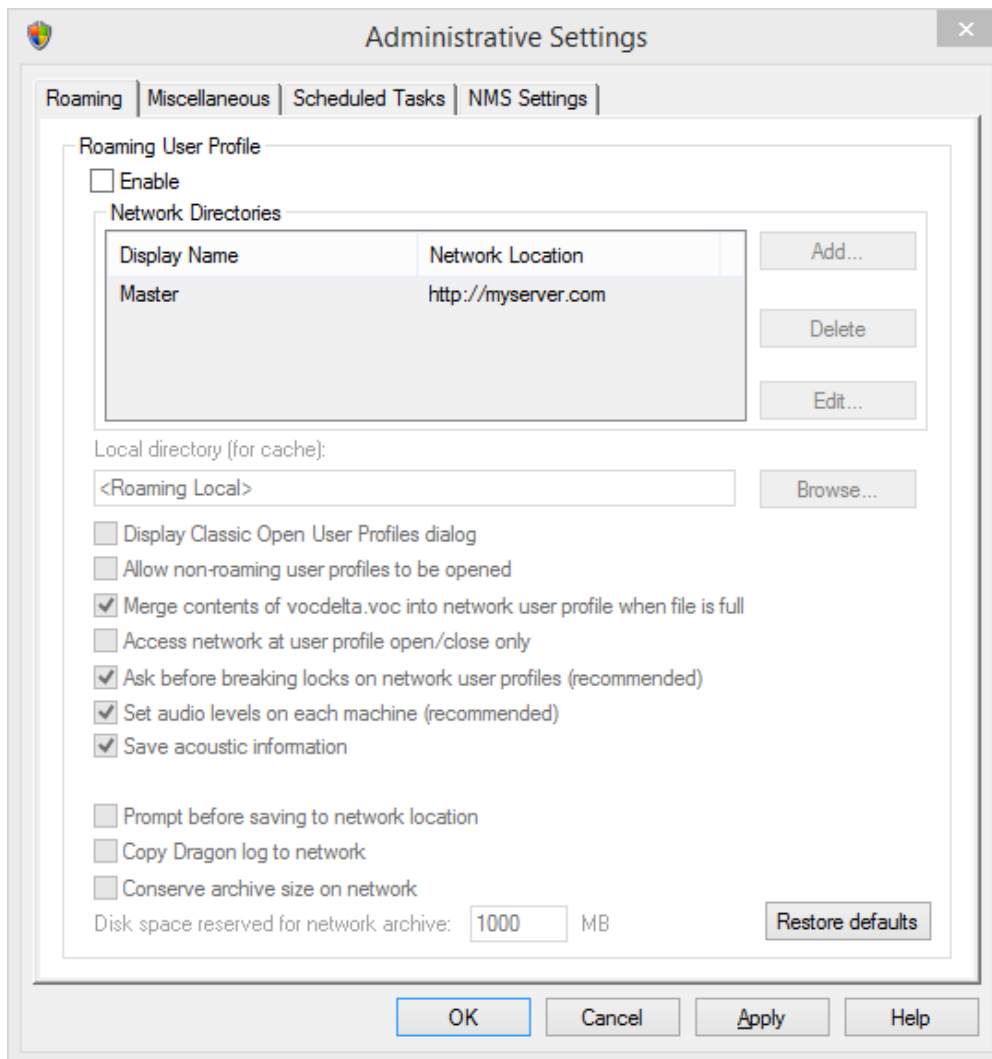 Administrative Settings
Roaming Miscellaneous Scheduled Tasks NMS Settings
Roaming User Profile
Enable
Network Directories
Display Name Network Location Add...
Master http://myserver.com
Delete
Edit...
Local directory (for cache):
<Roaming Local> Browse...
Display Classic Open User Profiles dialog
Allow non-roaming user profiles to be opened
Merge contents of vocdelta.voc into network user profile when file is full
Access network at user profile open/close only
Ask before breaking locks on network user profiles (recommended)
Set audio levels on each machine (recommended)
Save acoustic information
Prompt before saving to network location
Copy Dragon log to network
Conserve archive size on network
Disk space reserved for network archive: 1000 MB Restore defaults
OK Cancel Apply Help